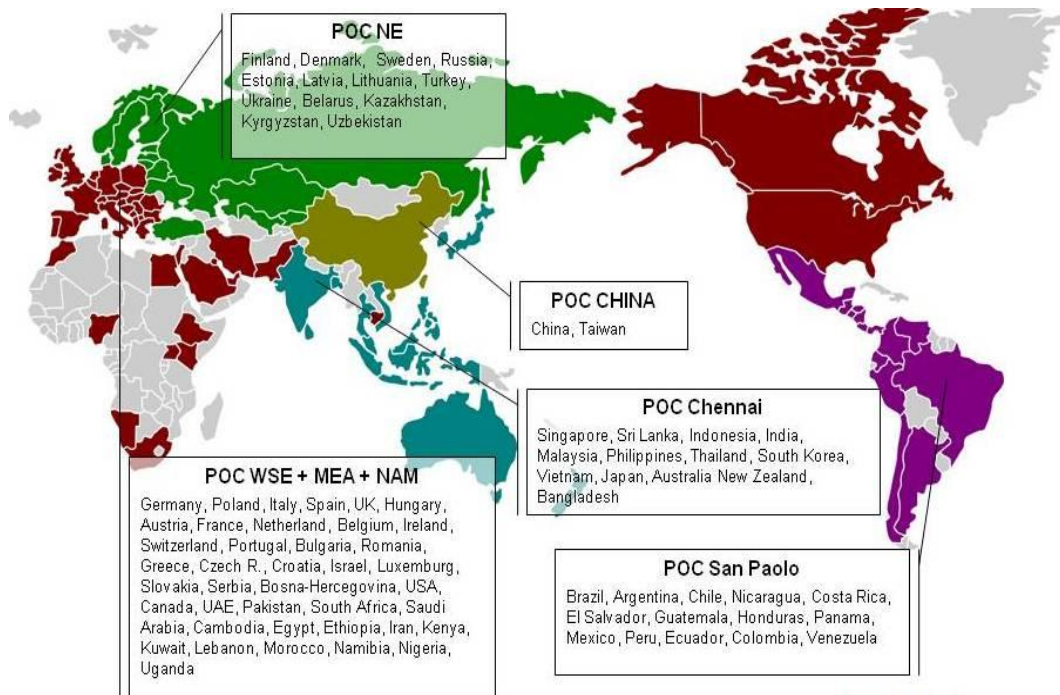 POC NE
Finland, Denmark, Sweden, Russia,
Estonia, Latvia, Lithuania, Turkey,
Ukraine, Belarus, Kazakhstan,
Kyrgyzstan, Uzbekistan
POC CHINA
China, Taiwan
POC Chennai
Singapore, Sri Lanka, Indonesia, India,
Malaysia, Philippines, Thailand, South Korea,
Vietnam, Japan, Australia New Zealand,
Bangladesh
POC WSE + MEA + NAM
Germany, Poland, Italy, Spain, UK, Hungary,
Austria, France, Netherland, Belgium, Ireland,
Switzerland, Portugal, Bulgaria, Romania,
Greece, Czech R., Croatia, Israel, Luxemburg,
Slovakia, Serbia, Bosna-Hercegovina, USA,
Canada, UAE, Pakistan, South Africa, Saudi
Arabia, Cambodia, Egypt, Ethiopia, Iran, Kenya,
Kuwait, Lebanon, Morocco, Namibia, Nigeria,
Uganda
POC San Paolo
Brazil, Argentina, Chile, Nicaragua, Costa Rica,
El Salvador, Guatemala, Honduras, Panama,
Mexico, Peru, Ecuador, Colombia, Venezuela